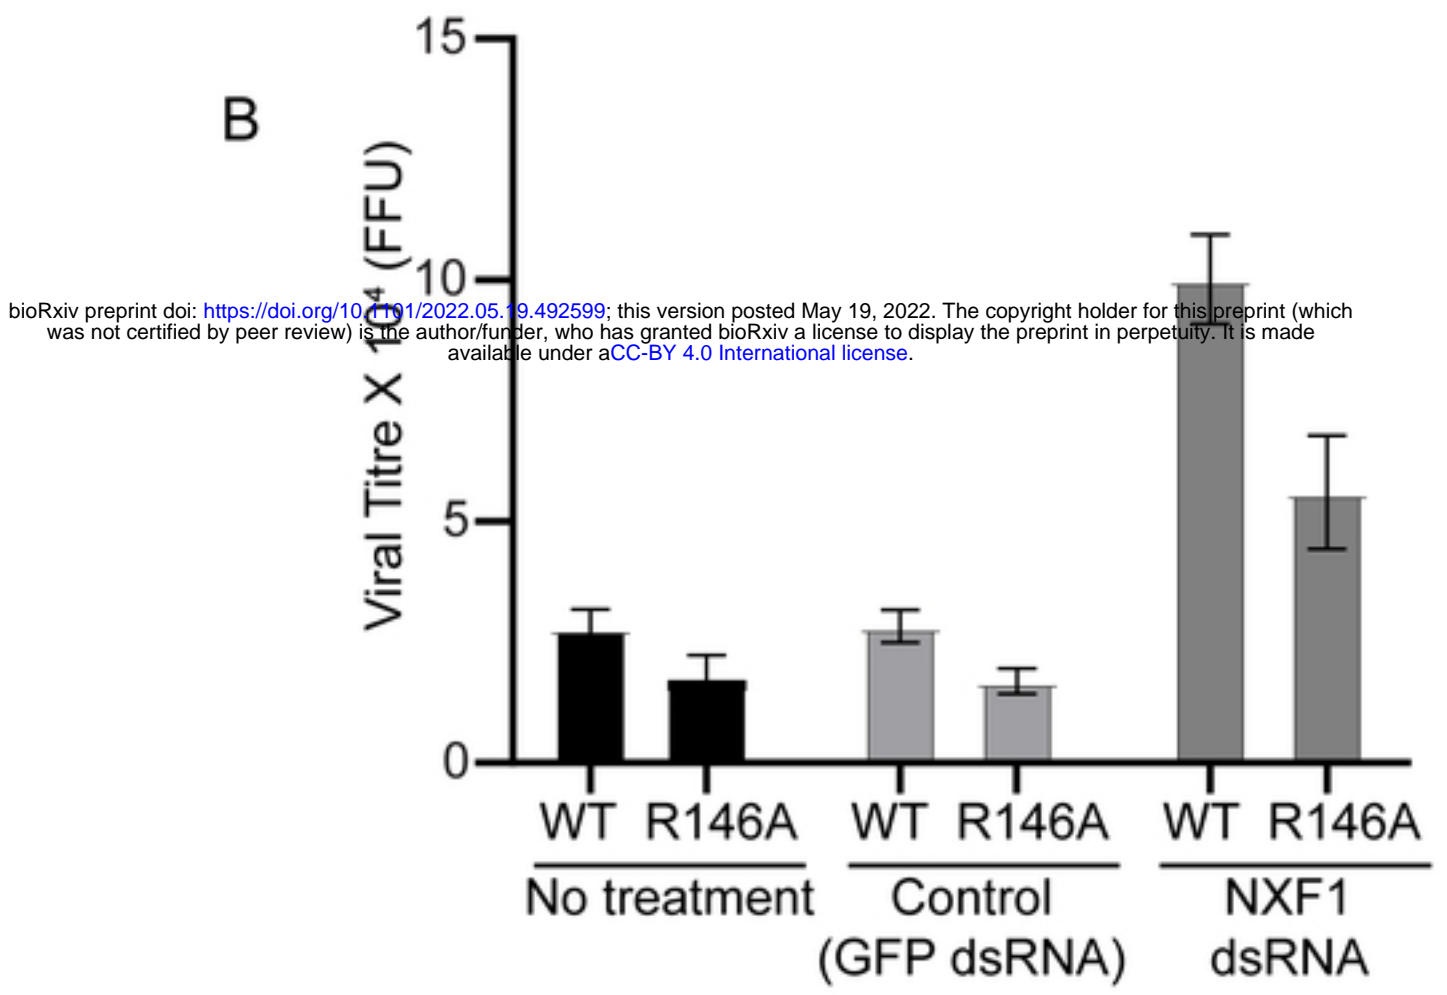 15
B
Viral Titre X 10⁴ (FFU)
10
bioRxiv preprint doi: https://doi.org/10.1101/2022.05.19.492599; this version posted May 19, 2022. The copyright holder for this preprint (which
was not certified by peer review) is the author/funder, who has granted bioRxiv a license to display the preprint in perpetuity. It is made
available under aCC-BY 4.0 International license.
5
0
WT R146A WT R146A WT R146A
No treatment Control NXF1
(GFP dsRNA) dsRNA